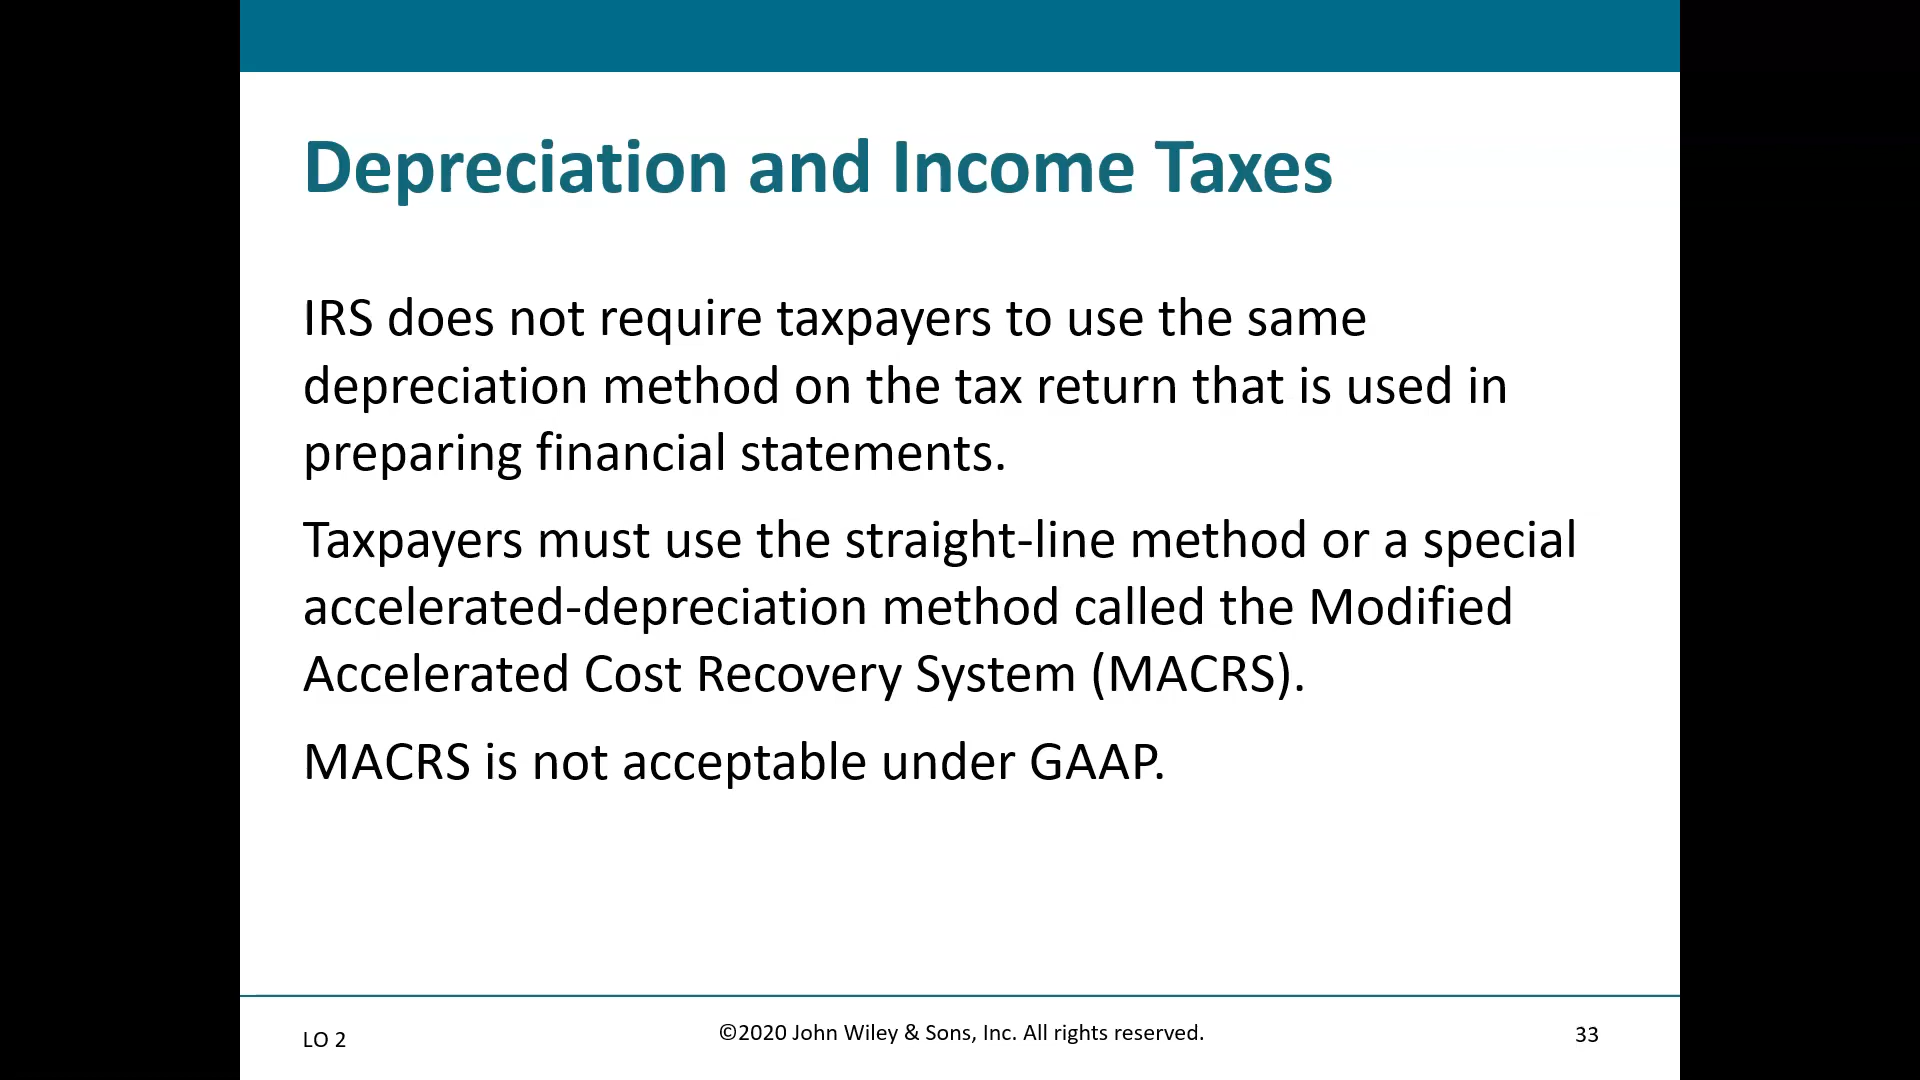 Depreciation and Income Taxes
IRS does not require taxpayers to use the same
depreciation method on the tax return that is used in
preparing financial statements.
Taxpayers must use the straight-line method or a special
accelerated-depreciation method called the Modified
Accelerated Cost Recovery System (MACRS).
MACRS is not acceptable under GAAP.
LO 2
©2020 John Wiley & Sons, Inc. All rights reserved.
33